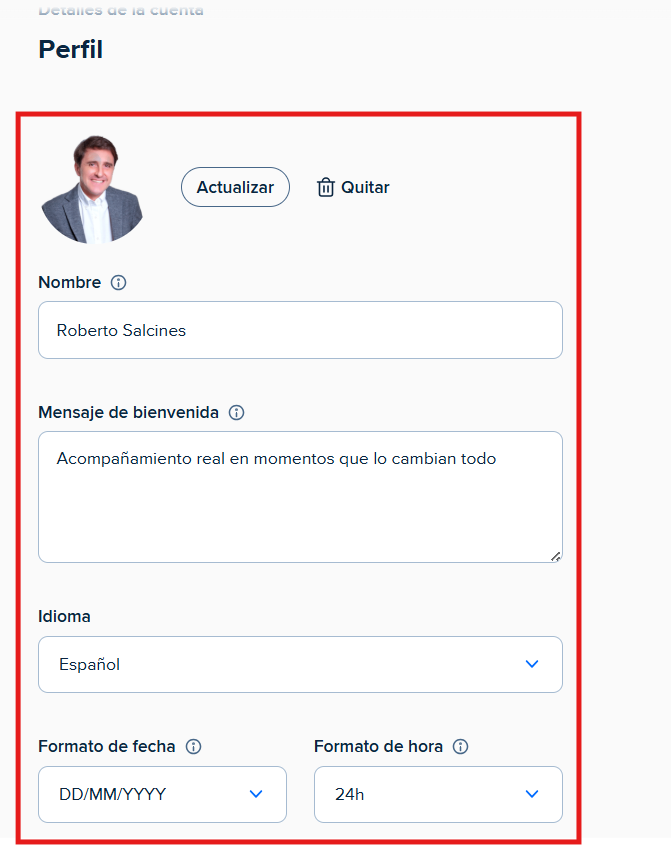 Detalles de la cuenta
Perfil
Actualizar
Quitar
Nombre
Roberto Salcines
Mensaje de bienvenida
Acompañamiento real en momentos que lo cambian todo
Idioma
Español
Formato de fecha
Formato de hora
DD/MM/YYYY
24h